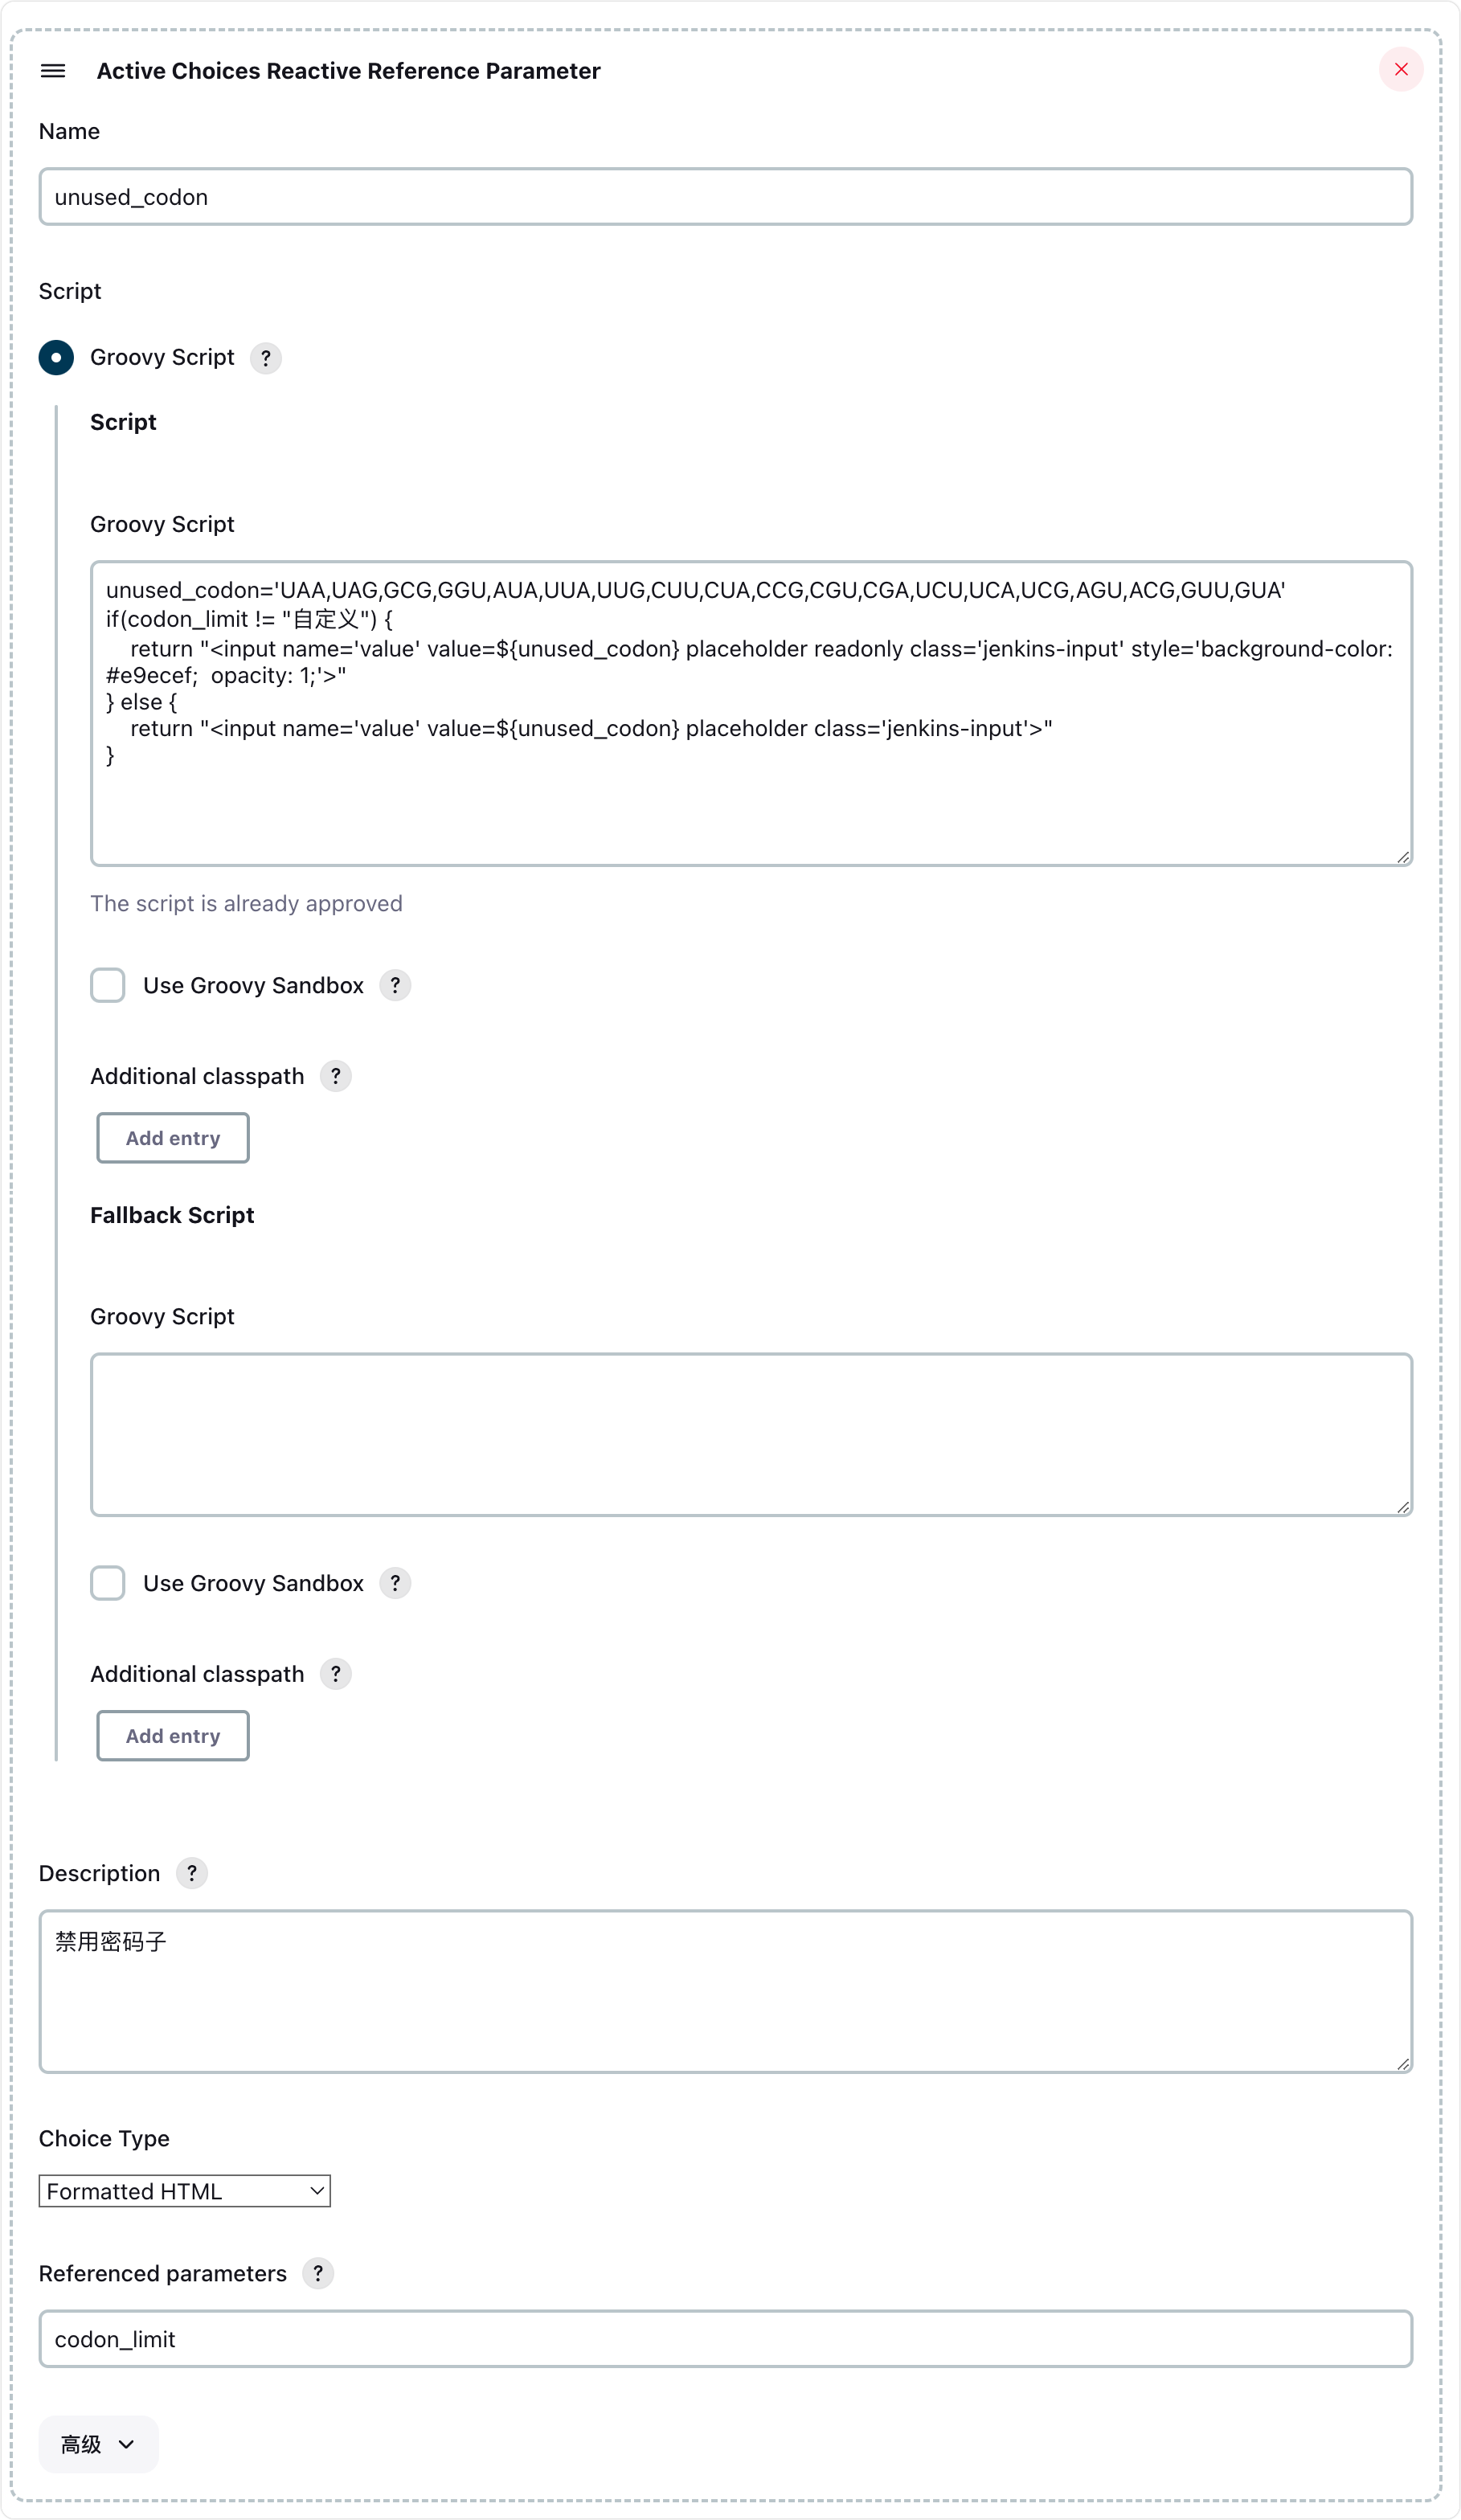 Active Choices Reactive Reference Parameter
Name
unused_codon
Script
Groovy Script ?
Script
Groovy Script
unused_codon='UAA,UAG,GCG,GGU,AUA,UUA,UUG,CUU,CUA,CCG,CGU,CGA,UCU,UCA,UCG,AGU,ACG,GUU,GUA'
if(codon_limit != "自定义") {
    return "<input name='value' value=${unused_codon} placeholder readonly class='jenkins-input' style='background-color:
#e9ecef;  opacity: 1;'>"
} else {
    return "<input name='value' value=${unused_codon} placeholder class='jenkins-input'>"
}
The script is already approved
Use Groovy Sandbox ?
Additional classpath ?
Add entry
Fallback Script
Groovy Script
Use Groovy Sandbox ?
Additional classpath ?
Add entry
Description ?
禁用密码子
Choice Type
Formatted HTML
Referenced parameters ?
codon_limit
高级